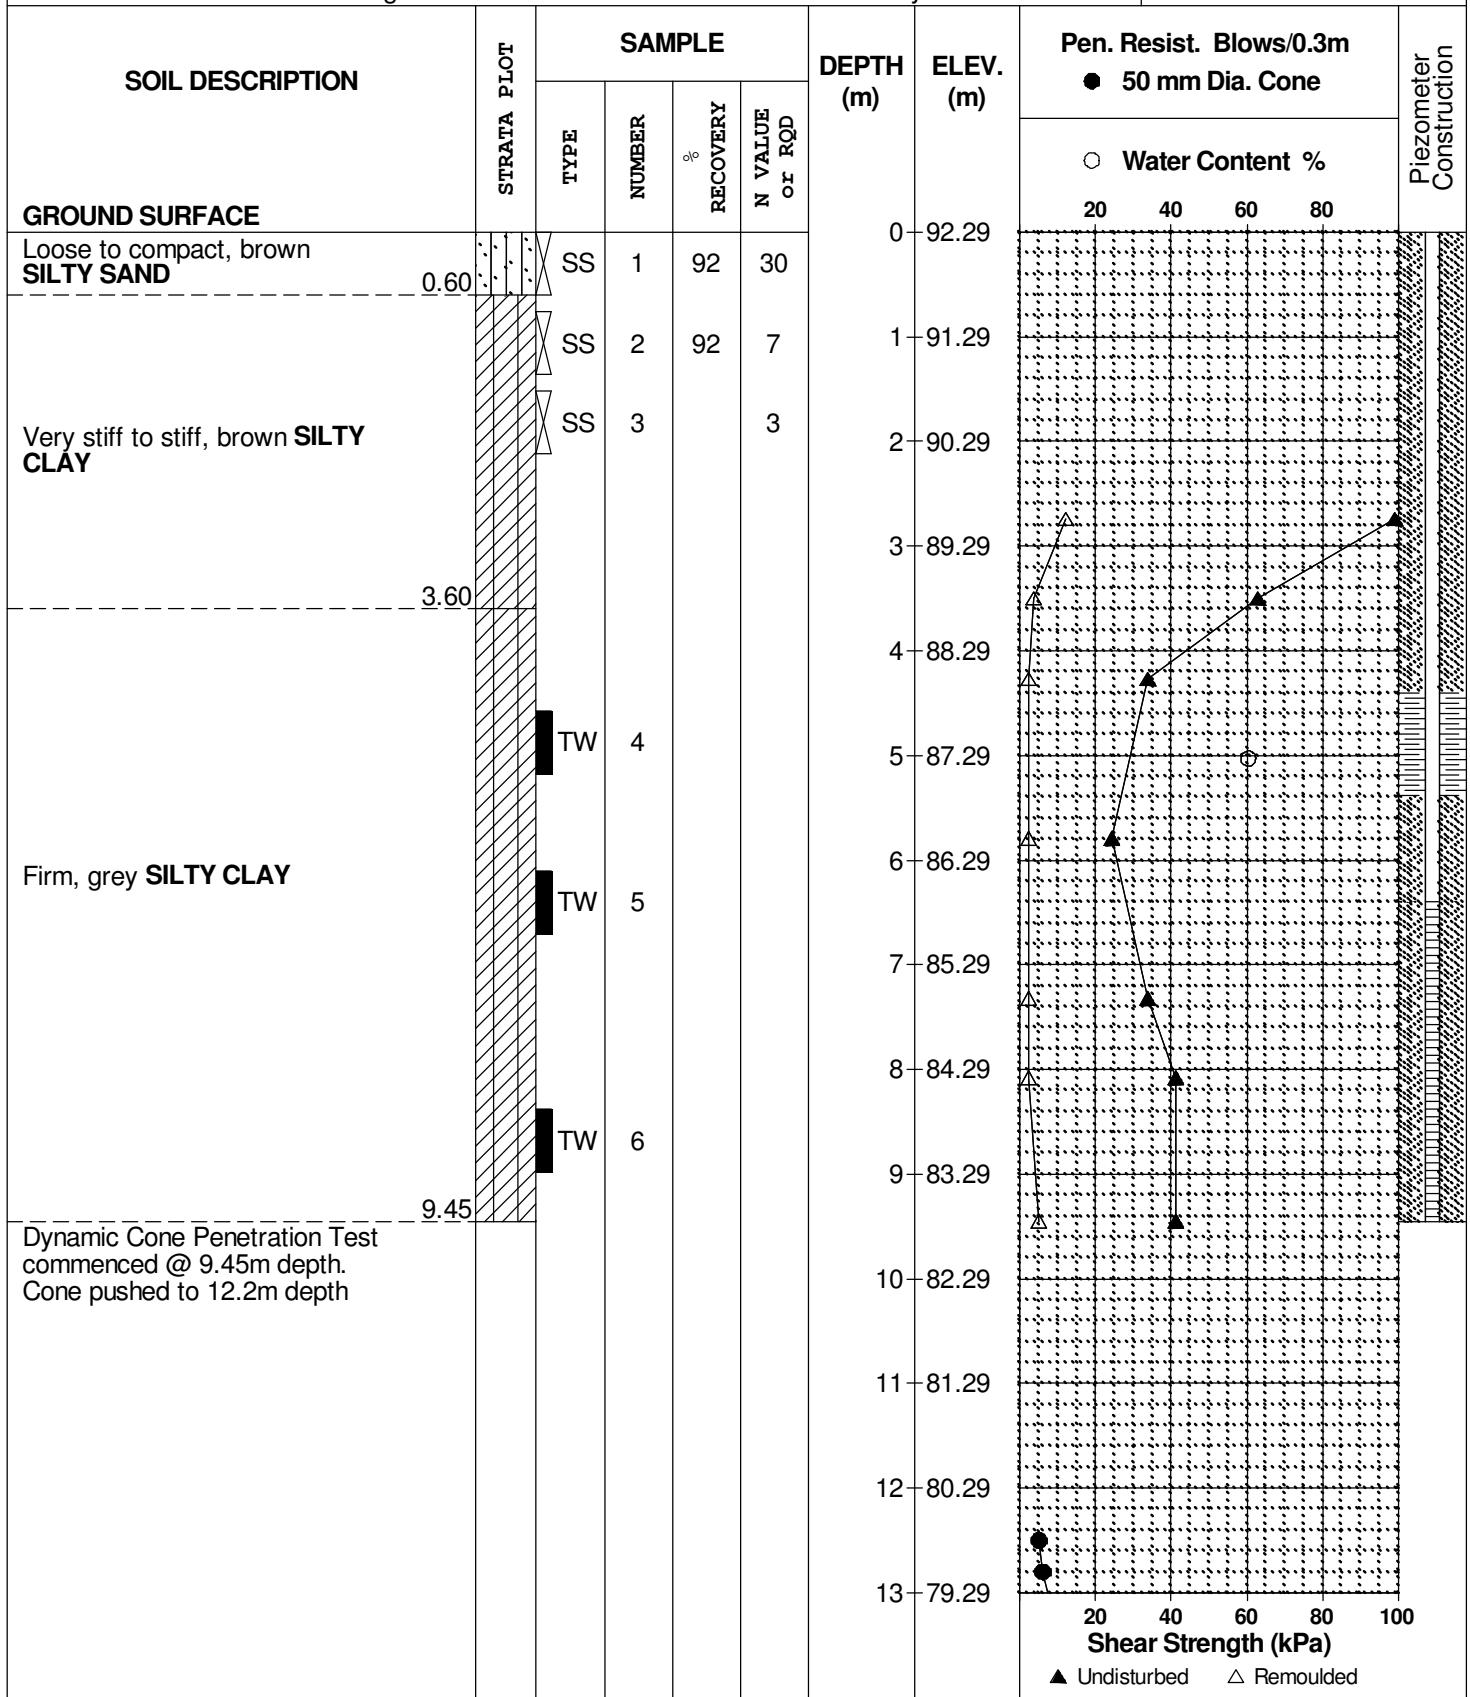 SOIL DESCRIPTION
STRATA PLOT
SAMPLE
TYPE
NUMBER
% RECOVERY
N VALUE or RQD
DEPTH (m)
ELEV. (m)
Pen. Resist. Blows/0.3m
● 50 mm Dia. Cone
○ Water Content %
Piezometer Construction
20 40 60 80
GROUND SURFACE
0 92.29
Loose to compact, brown
SILTY SAND
0.60
SS 1 92 30
SS 2 92 7
1 91.29
SS 3 3
Very stiff to stiff, brown SILTY
CLAY
2 90.29
3 89.29
3.60
4 88.29
TW 4
5 87.29
6 86.29
Firm, grey SILTY CLAY
TW 5
7 85.29
8 84.29
TW 6
9 83.29
9.45
Dynamic Cone Penetration Test
commenced @ 9.45m depth.
Cone pushed to 12.2m depth
10 82.29
11 81.29
12 80.29
13 79.29
20 40 60 80 100
Shear Strength (kPa)
▲ Undisturbed △ Remoulded